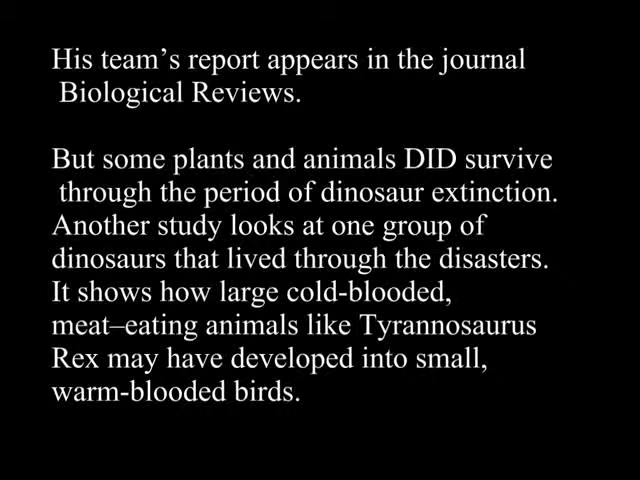 His team’s report appears in the journal
Biological Reviews.
But some plants and animals DID survive
through the period of dinosaur extinction.
Another study looks at one group of
dinosaurs that lived through the disasters.
It shows how large cold-blooded,
meat–eating animals like Tyrannosaurus
Rex may have developed into small,
warm-blooded birds.